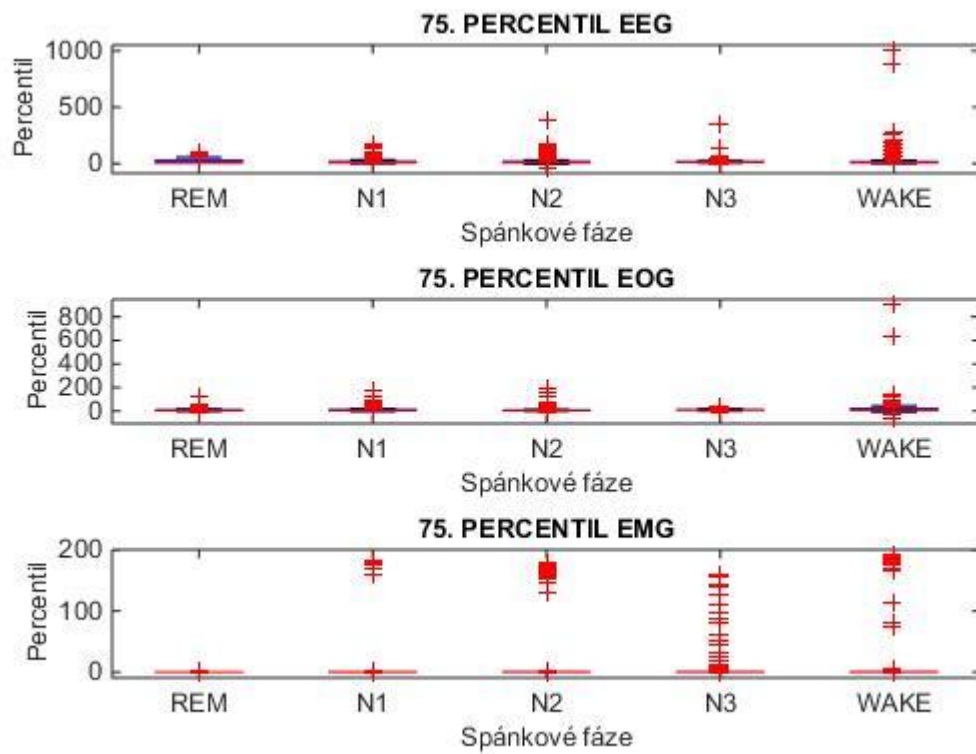 75. PERCENTIL EEG
Percentil
1000
500
0
REM N1 N2 N3 WAKE
Spánkové fáze
75. PERCENTIL EOG
Percentil
800
600
400
200
0
REM N1 N2 N3 WAKE
Spánkové fáze
75. PERCENTIL EMG
Percentil
200
100
0
REM N1 N2 N3 WAKE
Spánkové fáze